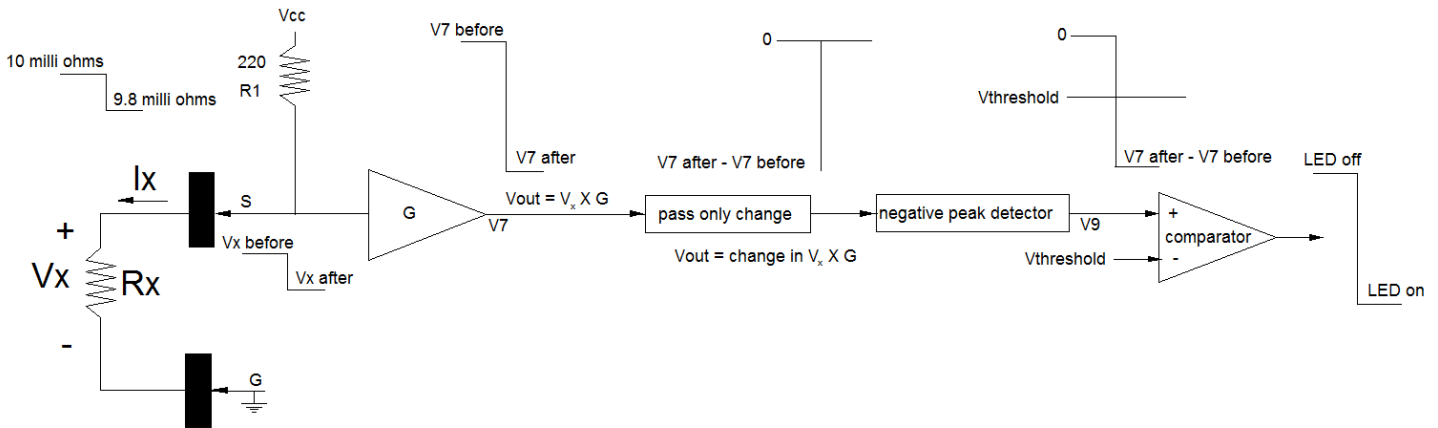 Vcc
V7 before
0
0
10 milli ohms
220
R1
9.8 milli ohms
Vthreshold
V7 after
V7 after - V7 before
V7 after - V7 before
LED off
Ix
S
G
Vout = Vₓ X G
V7
pass only change
negative peak detector
V9
+
comparator
-
+
Vx before
Vx after
Vout = change in Vₓ X G
Vthreshold
Vx
Rx
LED on
-
G